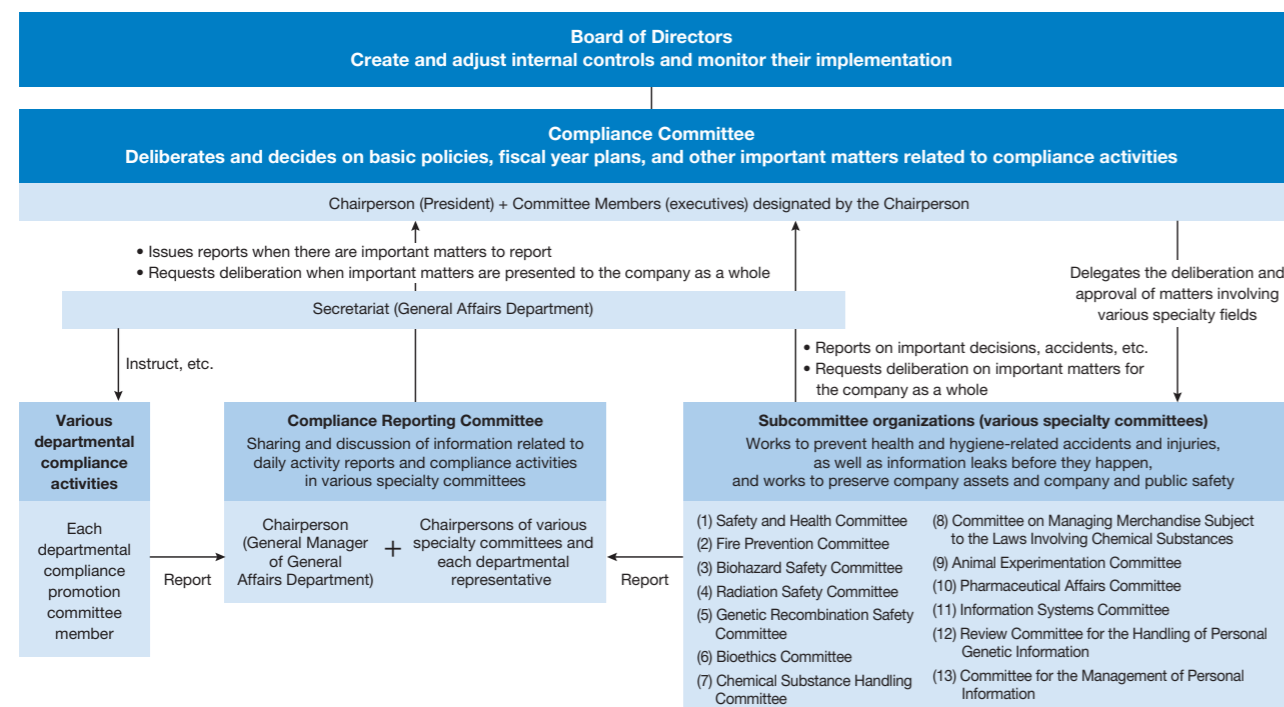 Board of Directors
Create and adjust internal controls and monitor their implementation
Compliance Committee
Deliberates and decides on basic policies, fiscal year plans, and other important matters related to compliance activities
Chairperson (President) + Committee Members (executives) designated by the Chairperson
• Issues reports when there are important matters to report
• Requests deliberation when important matters are presented to the company as a whole
Delegates the deliberation and
approval of matters involving
various specialty fields
Secretariat (General Affairs Department)
Instruct, etc.
• Reports on important decisions, accidents, etc.
• Requests deliberation on important matters for
the company as a whole
Various
departmental
compliance
activities
Each
departmental
compliance
promotion
committee
member
Report
Compliance Reporting Committee
Sharing and discussion of information related to
daily activity reports and compliance activities
in various specialty committees
Chairperson
(General Manager
of General
Affairs Department)
+
Chairpersons of various
specialty committees and
each departmental
representative
Report
Subcommittee organizations (various specialty committees)
Works to prevent health and hygiene-related accidents and injuries,
as well as information leaks before they happen,
and works to preserve company assets and company and public safety
(1) Safety and Health Committee
(2) Fire Prevention Committee
(3) Biohazard Safety Committee
(4) Radiation Safety Committee
(5) Genetic Recombination Safety
Committee
(6) Bioethics Committee
(7) Chemical Substance Handling
Committee
(8) Committee on Managing Merchandise Subject
to the Laws Involving Chemical Substances
(9) Animal Experimentation Committee
(10) Pharmaceutical Affairs Committee
(11) Information Systems Committee
(12) Review Committee for the Handling of Personal
Genetic Information
(13) Committee for the Management of Personal
Information